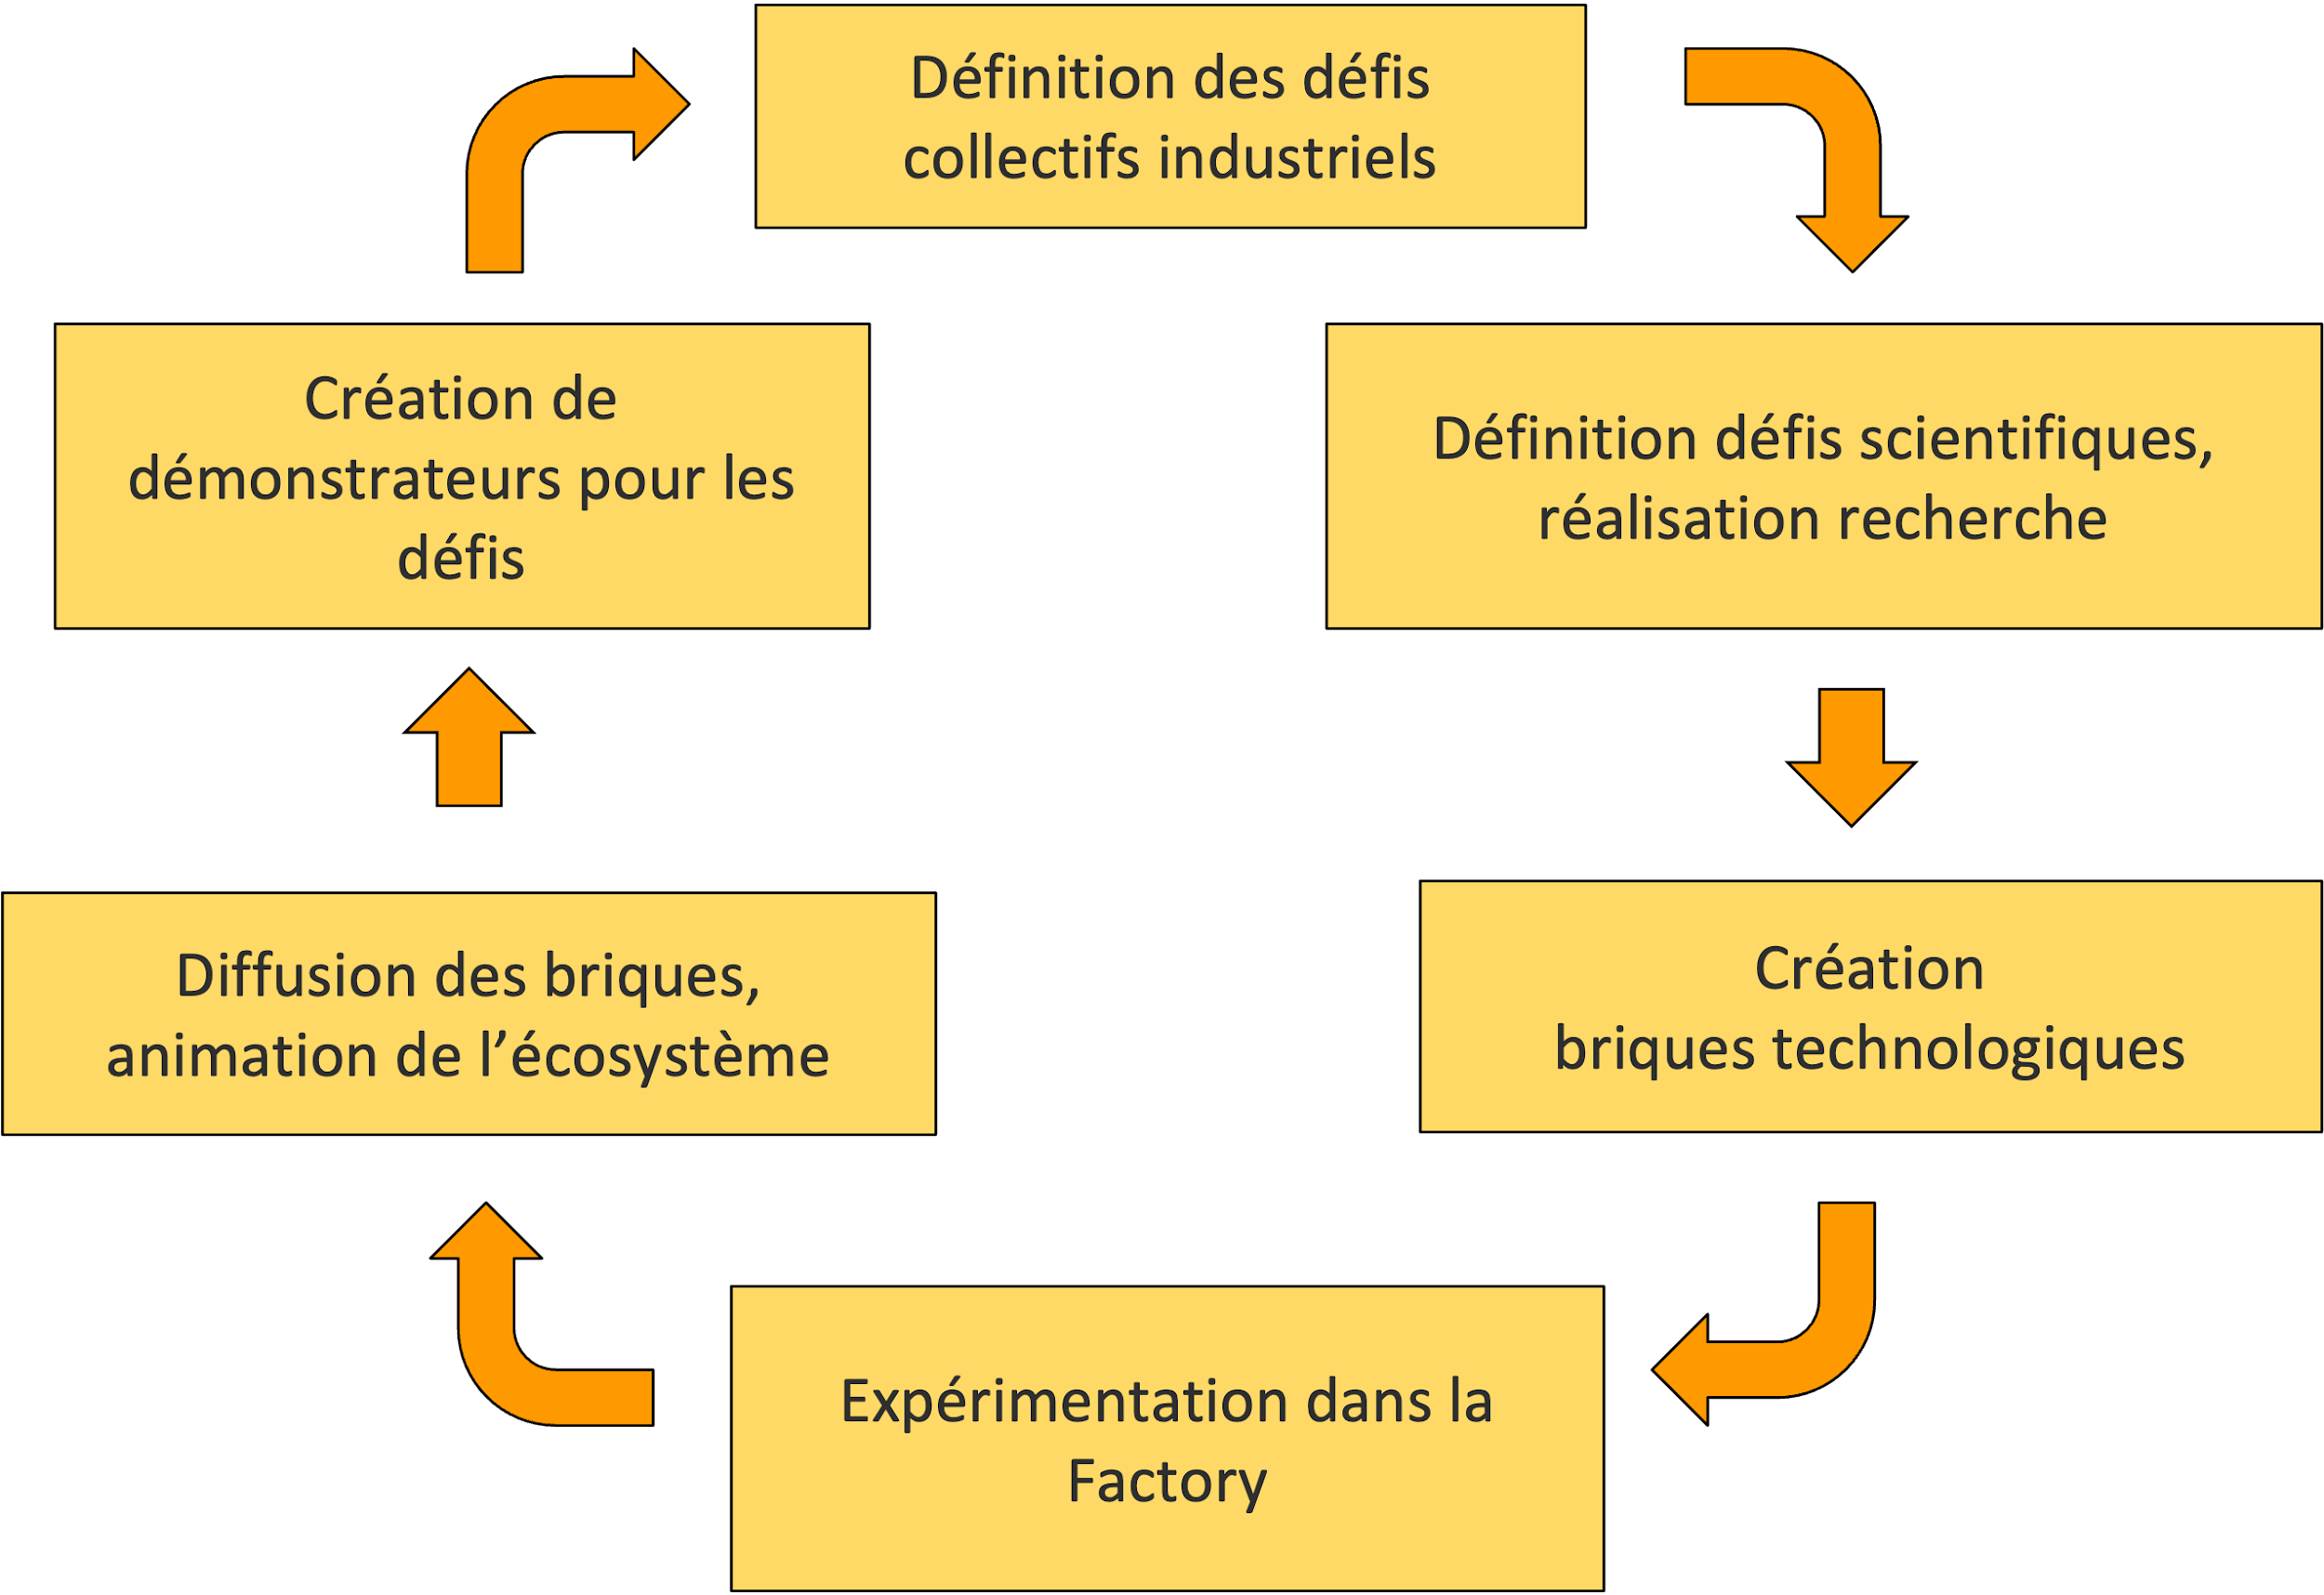 Définition des défis
collectifs industriels
Création de
démonstrateurs pour les
défis
Définition défis scientifiques,
réalisation recherche
Diffusion des briques,
animation de l’écosystème
Création
briques technologiques
Expérimentation dans la
Factory